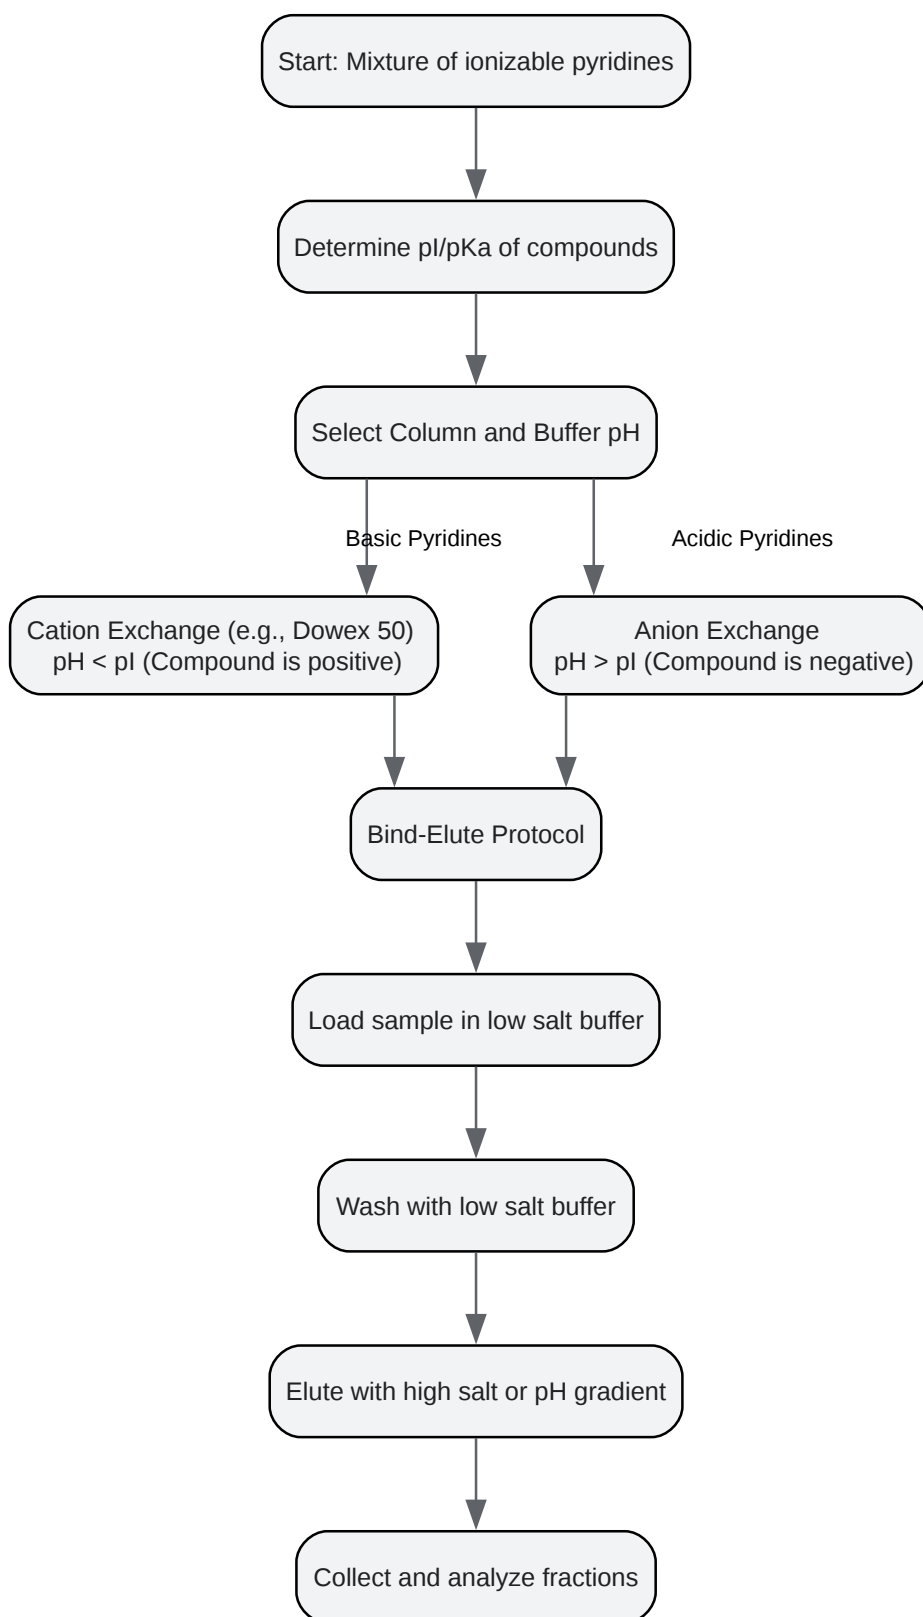 Start: Mixture of ionizable pyridines
Determine pI/pKa of compounds
Select Column and Buffer pH
Basic Pyridines
Acidic Pyridines
Cation Exchange (e.g., Dowex 50)
pH < pI (Compound is positive)
Anion Exchange
pH > pI (Compound is negative)
Bind-Elute Protocol
Load sample in low salt buffer
Wash with low salt buffer
Elute with high salt or pH gradient
Collect and analyze fractions